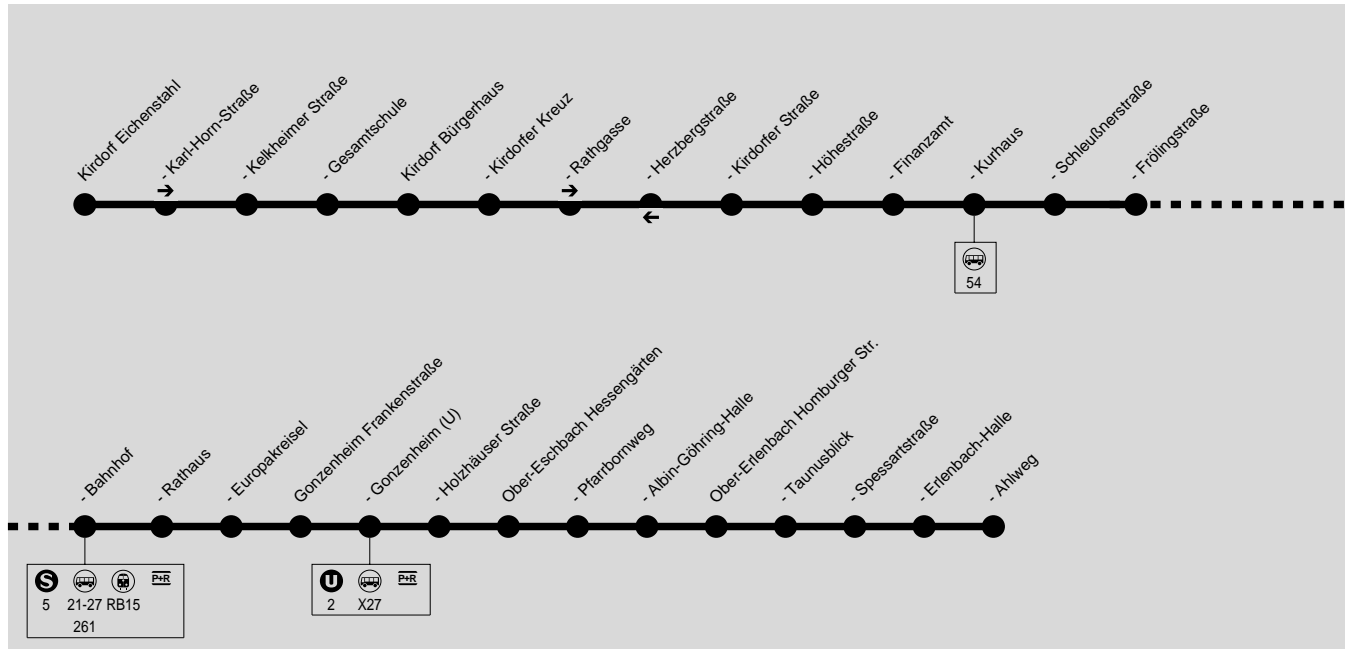 Kirdorf Eichenstahl
- Karl-Horn-Straße
- Kelkheimer Straße
- Gesamtschule
Kirdorf Bürgerhaus
- Kirdorfer Kreuz
- Rathgasse
- Herzbergstraße
- Kirdorfer Straße
- Höhestraße
- Finanzamt
- Kurhaus
- Schleußnerstraße
- Frölingstraße
54
- Bahnhof
- Rathaus
- Europakreisel
Gonzenheim Frankenstraße
- Gonzenheim (U)
- Holzhäuser Straße
Ober-Eschbach Hessengärten
- Pfarrbornweg
- Albin-Göhring-Halle
Ober-Erlenbach Homburger Str.
- Taunusblick
- Spessartstraße
- Erlenbach-Halle
- Ahlweg
S P+R
5 21-27 RB15
261
U P+R
2 X27